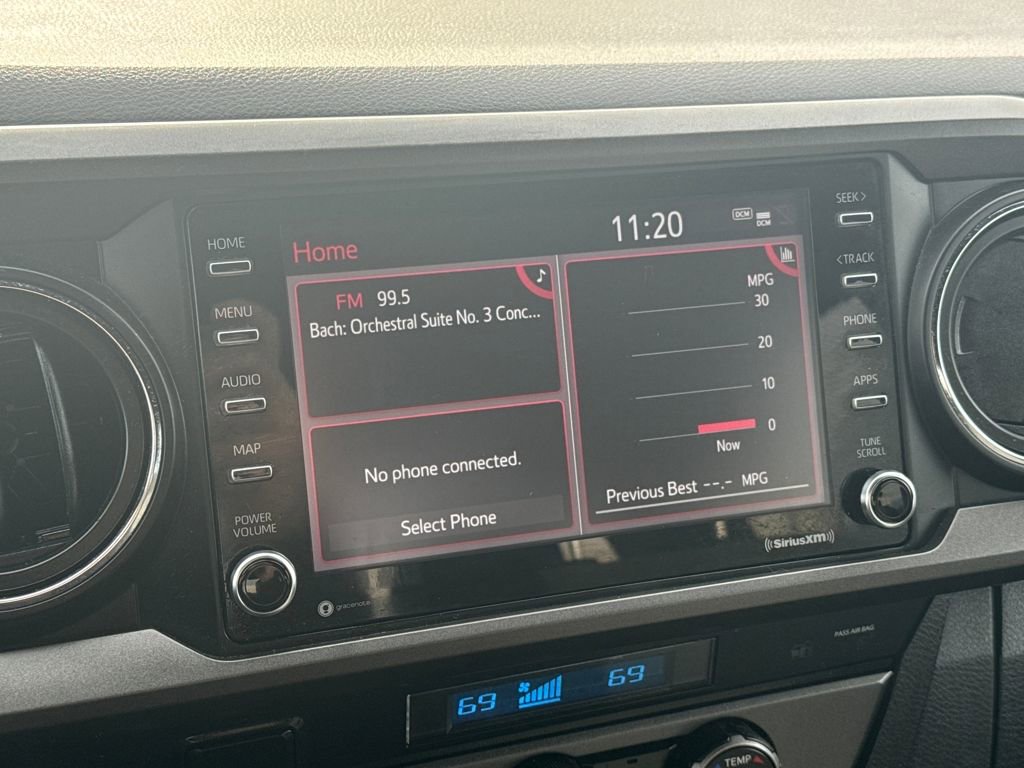 HOME
MENU
AUDIO
MAP
POWER
VOLUME
Home
11:20
DCM
DCM
FM 99.5
Bach: Orchestral Suite No. 3 Conc...
No phone connected.
Select Phone
MPG
30
20
10
0
Now
Previous Best --.- MPG
SEEK >
< TRACK
PHONE
APPS
TUNE
SCROLL
SiriusXM
gracenote
PASS AIR BAG
69 69
TEMP